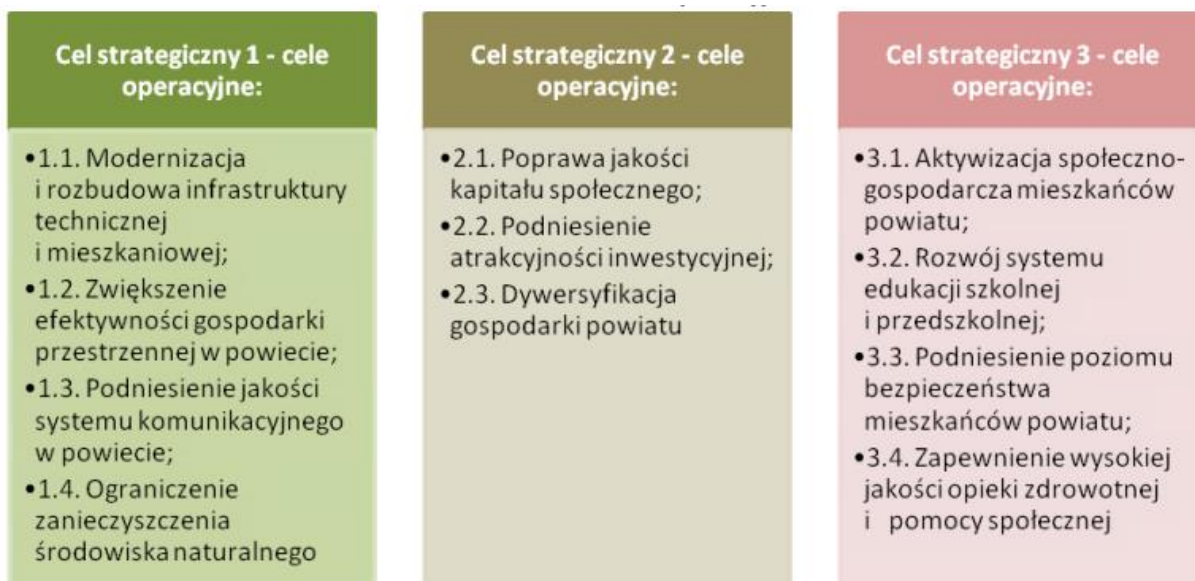 Cel strategiczny 1 - cele
operacyjne:
•1.1. Modernizacja
i rozbudowa infrastruktury
technicznej
i mieszkaniowej;
•1.2. Zwiększenie
efektywności gospodarki
przestrzennej w powiecie;
•1.3. Podniesienie jakości
systemu komunikacyjnego
w powiecie;
•1.4. Ograniczenie
zanieczyszczenia
środowiska naturalnego
Cel strategiczny 2 - cele
operacyjne:
•2.1. Poprawa jakości
kapitału społecznego;
•2.2. Podniesienie
atrakcyjności inwestycyjnej;
•2.3. Dywersyfikacja
gospodarki powiatu
Cel strategiczny 3 - cele
operacyjne:
•3.1. Aktywizacja społeczno-
gospodarcza mieszkańców
powiatu;
•3.2. Rozwój systemu
edukacji szkolnej
i przedszkolnej;
•3.3. Podniesienie poziomu
bezpieczeństwa
mieszkańców powiatu;
•3.4. Zapewnienie wysokiej
jakości opieki zdrowotnej
i pomocy społecznej